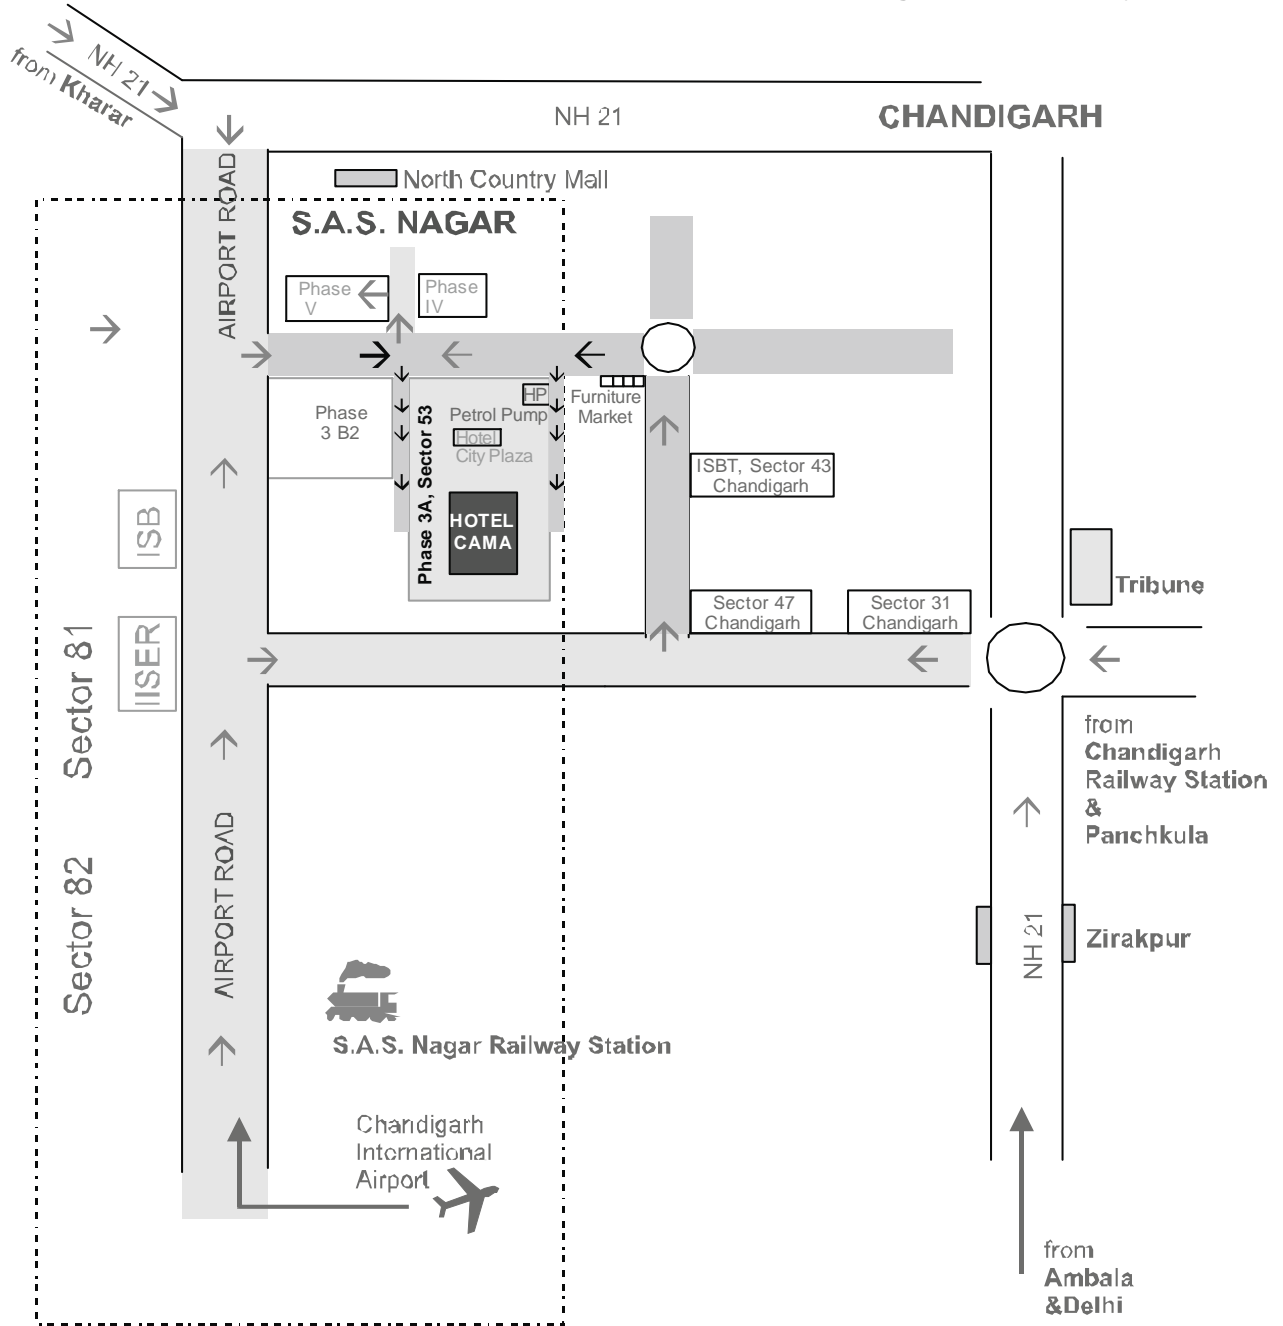 NH 21
from Kharar
NH 21
CHANDIGARH
AIRPORT ROAD
North Country Mall
S.A.S. NAGAR
Phase
V
Phase
IV
Phase
3 B2
Phase 3A, Sector 53
HP
Petrol Pump
Hotel
City Plaza
HOTEL
CAMA
Furniture
Market
ISBT, Sector 43
Chandigarh
ISB
IISER
Sector 81
Sector 82
Sector 47
Chandigarh
Sector 31
Chandigarh
Tribune
from
Chandigarh
Railway Station
&
Panchkula
AIRPORT ROAD
NH 21
Zirakpur
S.A.S. Nagar Railway Station
Chandigarh
International
Airport
from
Ambala
&Delhi